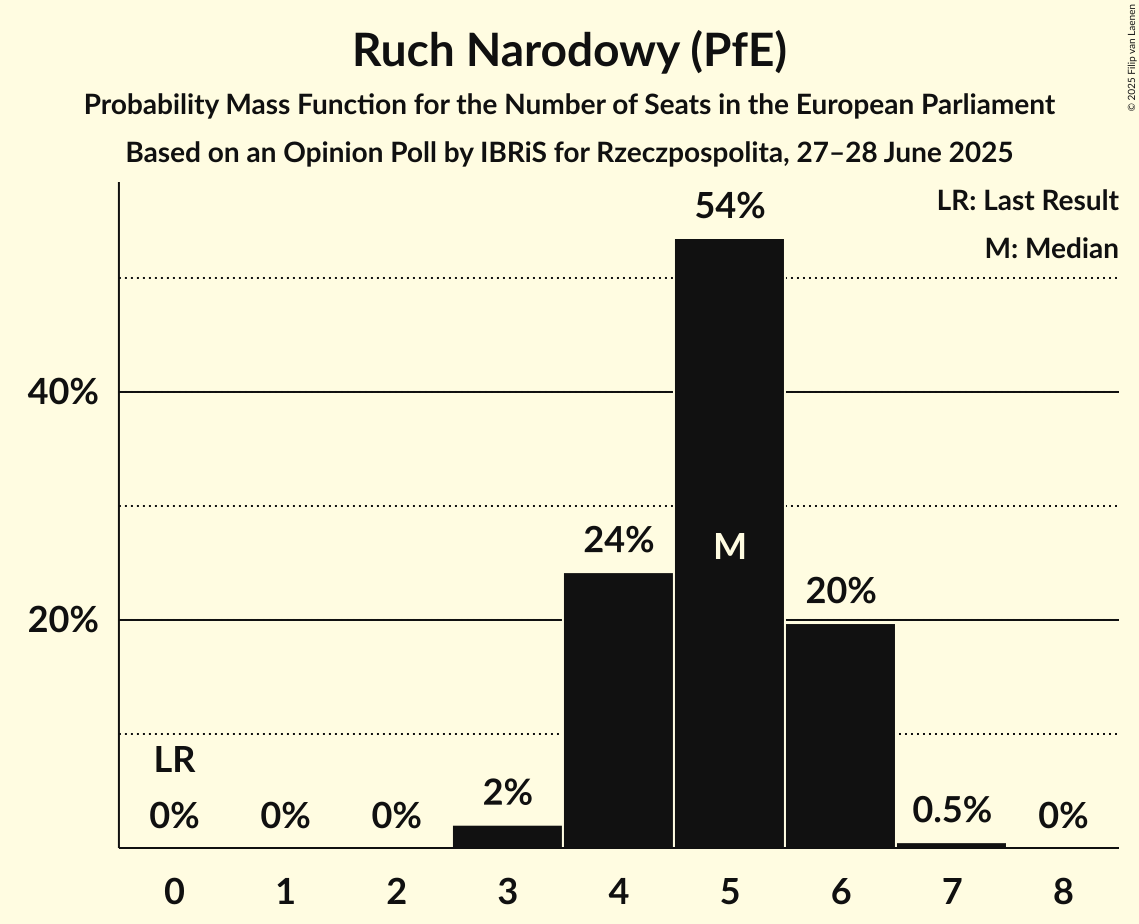 Ruch Narodowy (PfE)
Probability Mass Function for the Number of Seats in the European Parliament
Based on an Opinion Poll by IBRiS for Rzeczpospolita, 27–28 June 2025
© 2025 Filip van Laenen
LR: Last Result
M: Median
54%
40%
24%
M
20%
20%
LR
0%
0%
0%
2%
0.5%
0%
0 1 2 3 4 5 6 7 8